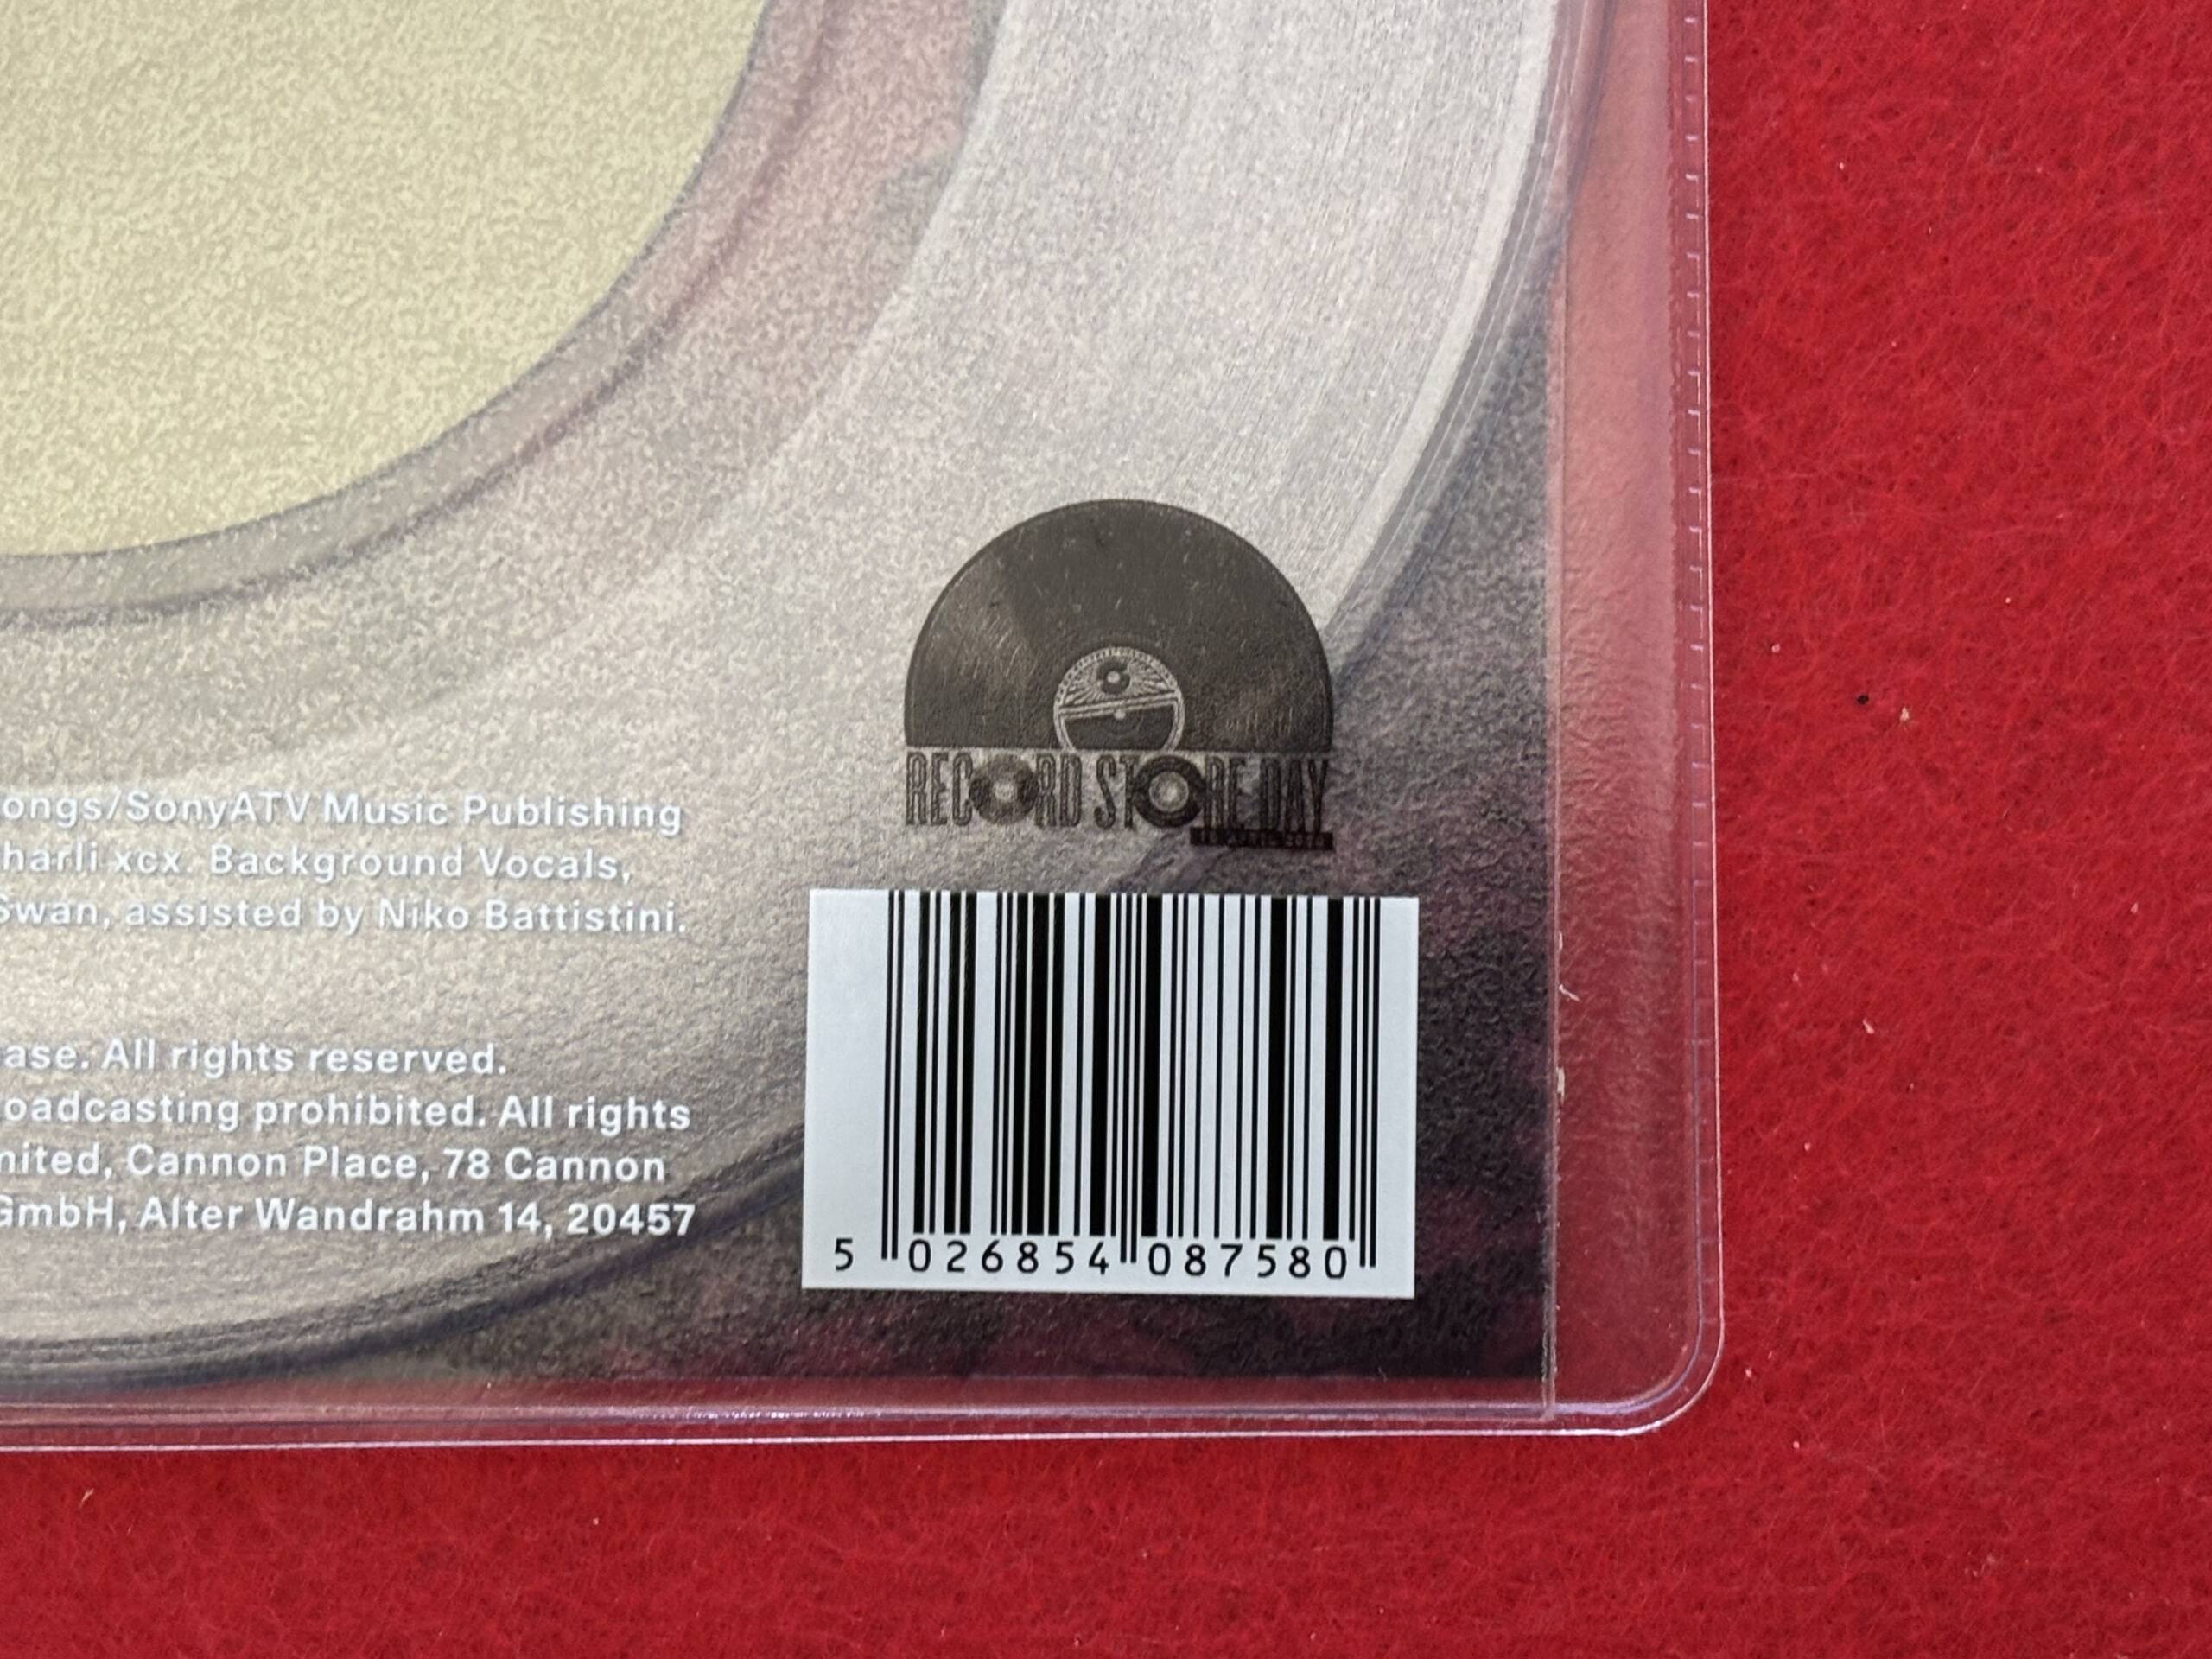 ongs/SonyATV Music Publishing
harli xcx. Background Vocals,
Swan, assisted by Niko Battistini.
ase. All rights reserved.
oadcasting prohibited. All rights
mited, Cannon Place, 78 Cannon
GmbH, Alter Wandrahm 14, 20457
RECORD STORE DAY
5 026854 087580